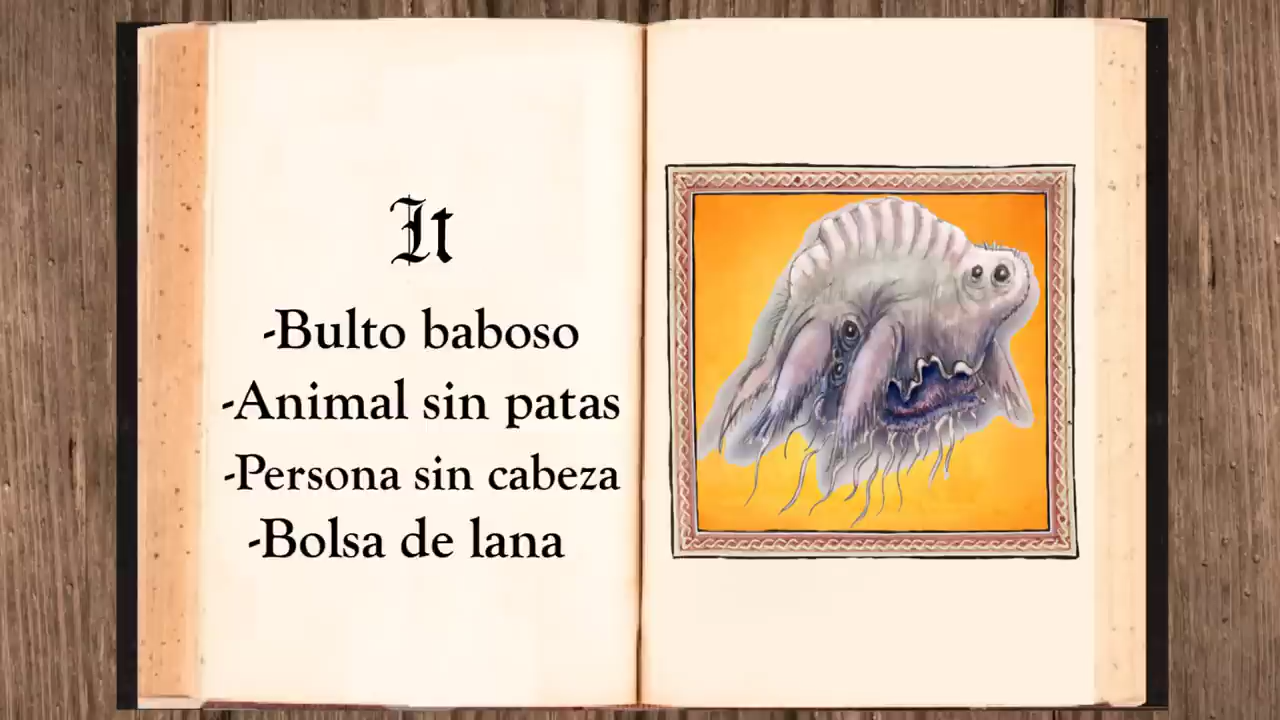 It
-Bulto baboso
-Animal sin patas
-Persona sin cabeza
-Bolsa de lana